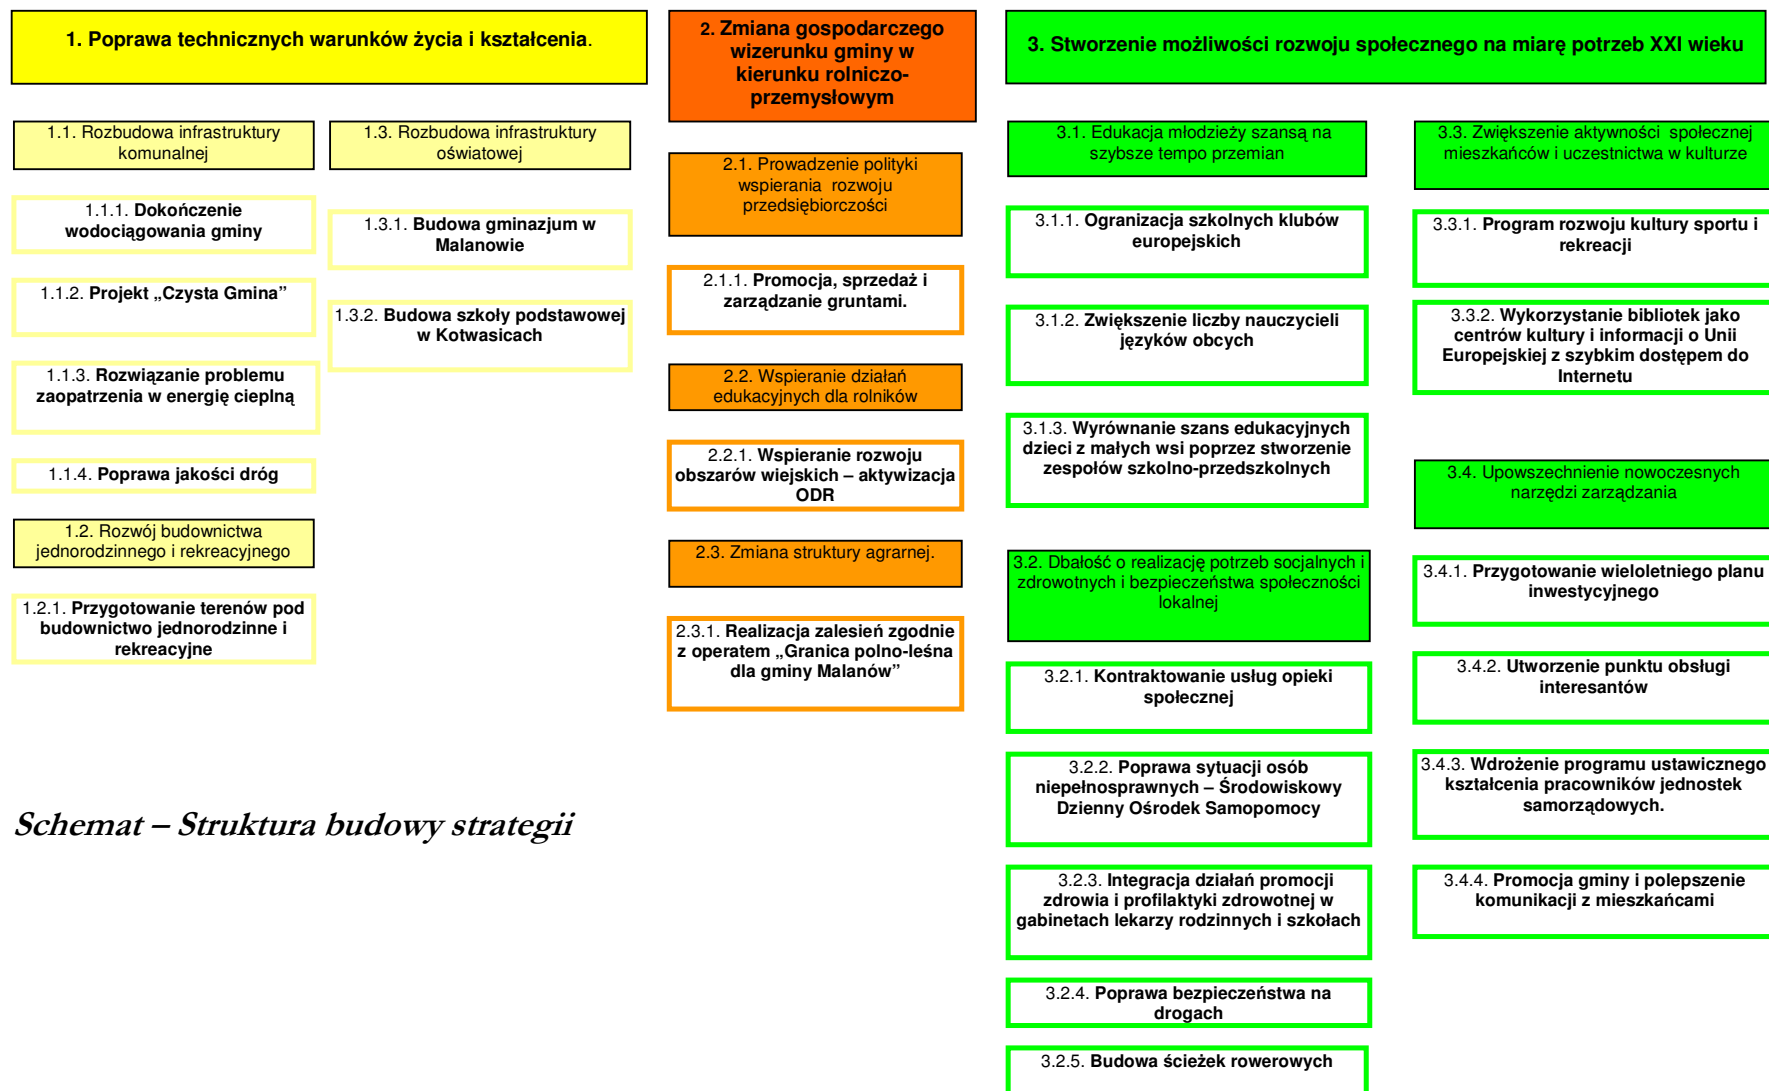 1. Poprawa technicznych warunków życia i kształcenia.
1.1. Rozbudowa infrastruktury
komunalnej
1.1.1. Dokończenie
wodociągowania gminy
1.1.2. Projekt „Czysta Gmina”
1.1.3. Rozwiązanie problemu
zaopatrzenia w energię cieplną
1.1.4. Poprawa jakości dróg
1.2. Rozwój budownictwa
jednorodzinnego i rekreacyjnego
1.2.1. Przygotowanie terenów pod
budownictwo jednorodzinne i
rekreacyjne
1.3. Rozbudowa infrastruktury
oświatowej
1.3.1. Budowa gminazjum w
Malanowie
1.3.2. Budowa szkoły podstawowej
w Kotwasicach
2. Zmiana gospodarczego
wizerunku gminy w
kierunku rolniczo-
przemysłowym
2.1. Prowadzenie polityki
wspierania rozwoju
przedsiębiorczości
2.1.1. Promocja, sprzedaż i
zarządzanie gruntami.
2.2. Wspieranie działań
edukacyjnych dla rolników
2.2.1. Wspieranie rozwoju
obszarów wiejskich – aktywizacja
ODR
2.3. Zmiana struktury agrarnej.
2.3.1. Realizacja zalesień zgodnie
z operatem „Granica polno-leśna
dla gminy Malanów”
3. Stworzenie możliwości rozwoju społecznego na miarę potrzeb XXI wieku
3.1. Edukacja młodzieży szansą na
szybsze tempo przemian
3.1.1. Ogranizacja szkolnych klubów
europejskich
3.1.2. Zwiększenie liczby nauczycieli
języków obcych
3.1.3. Wyrównanie szans edukacyjnych
dzieci z małych wsi poprzez stworzenie
zespołów szkolno-przedszkolnych
3.2. Dbałość o realizację potrzeb socjalnych i
zdrowotnych i bezpieczeństwa społeczności
lokalnej
3.2.1. Kontraktowanie usług opieki
społecznej
3.2.2. Poprawa sytuacji osób
niepełnosprawnych – Środowiskowy
Dzienny Ośrodek Samopomocy
3.2.3. Integracja działań promocji
zdrowia i profilaktyki zdrowotnej w
gabinetach lekarzy rodzinnych i szkołach
3.2.4. Poprawa bezpieczeństwa na
drogach
3.2.5. Budowa ścieżek rowerowych
3.3. Zwiększenie aktywności społecznej
mieszkańców i uczestnictwa w kulturze
3.3.1. Program rozwoju kultury sportu i
rekreacji
3.3.2. Wykorzystanie bibliotek jako
centrów kultury i informacji o Unii
Europejskiej z szybkim dostępem do
Internetu
3.4. Upowszechnienie nowoczesnych
narzędzi zarządzania
3.4.1. Przygotowanie wieloletniego planu
inwestycyjnego
3.4.2. Utworzenie punktu obsługi
interesantów
3.4.3. Wdrożenie programu ustawicznego
kształcenia pracowników jednostek
samorządowych.
3.4.4. Promocja gminy i polepszenie
komunikacji z mieszkańcami
Schemat – Struktura budowy strategii